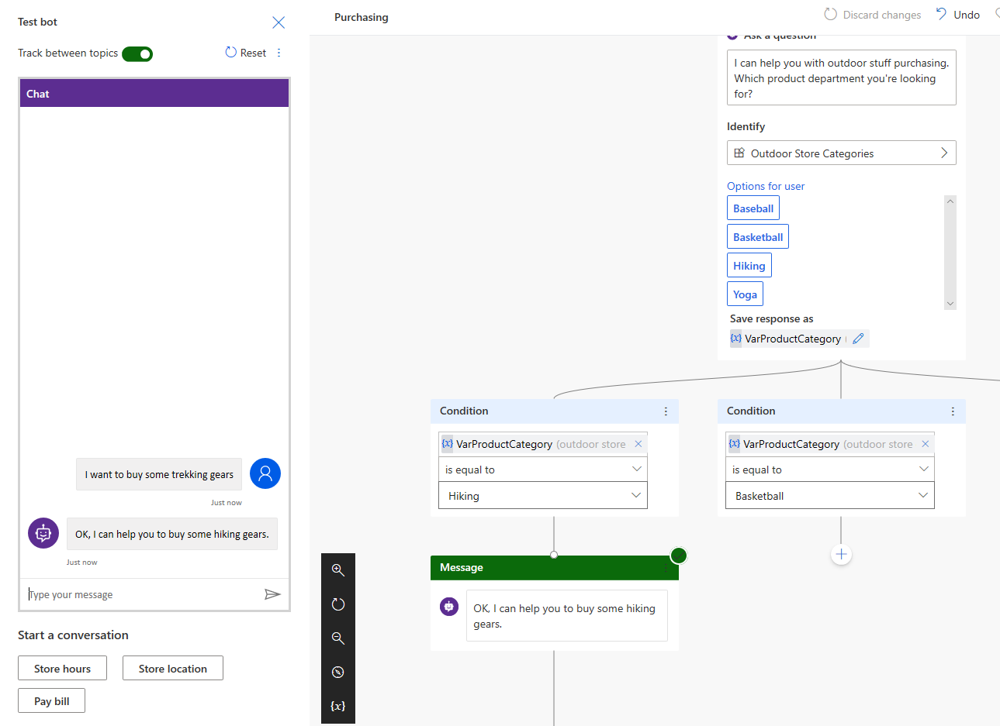 Test bot
Track between topics
Reset
Chat
I want to buy some trekking gears
Just now
OK, I can help you to buy some hiking gears.
Just now
Type your message
Start a conversation
Store hours
Store location
Pay bill
Purchasing
Discard changes
Undo
Ask a question
I can help you with outdoor stuff purchasing.
Which product department you're looking
for?
Identify
Outdoor Store Categories
Options for user
Baseball
Basketball
Hiking
Yoga
Save response as
{x} VarProductCategory
Condition
{x} VarProductCategory (outdoor store
is equal to
Hiking
Condition
{x} VarProductCategory (outdoor store
is equal to
Basketball
Message
OK, I can help you to buy some hiking
gears.
{x}